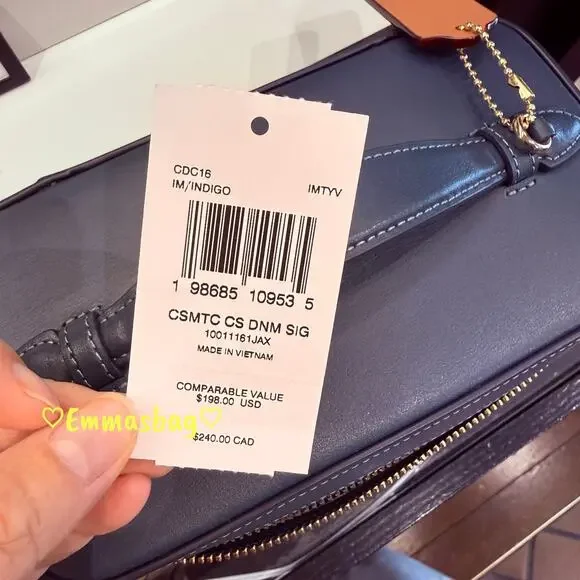 CDC16
IM/INDIGO IMTYV
1 98685 10953 5
CSMTC CS DNM SIG
10011161JAX
MADE IN VIETNAM
COMPARABLE VALUE
$198.00 USD
♡Emmasbag♡
$240.00 CAD